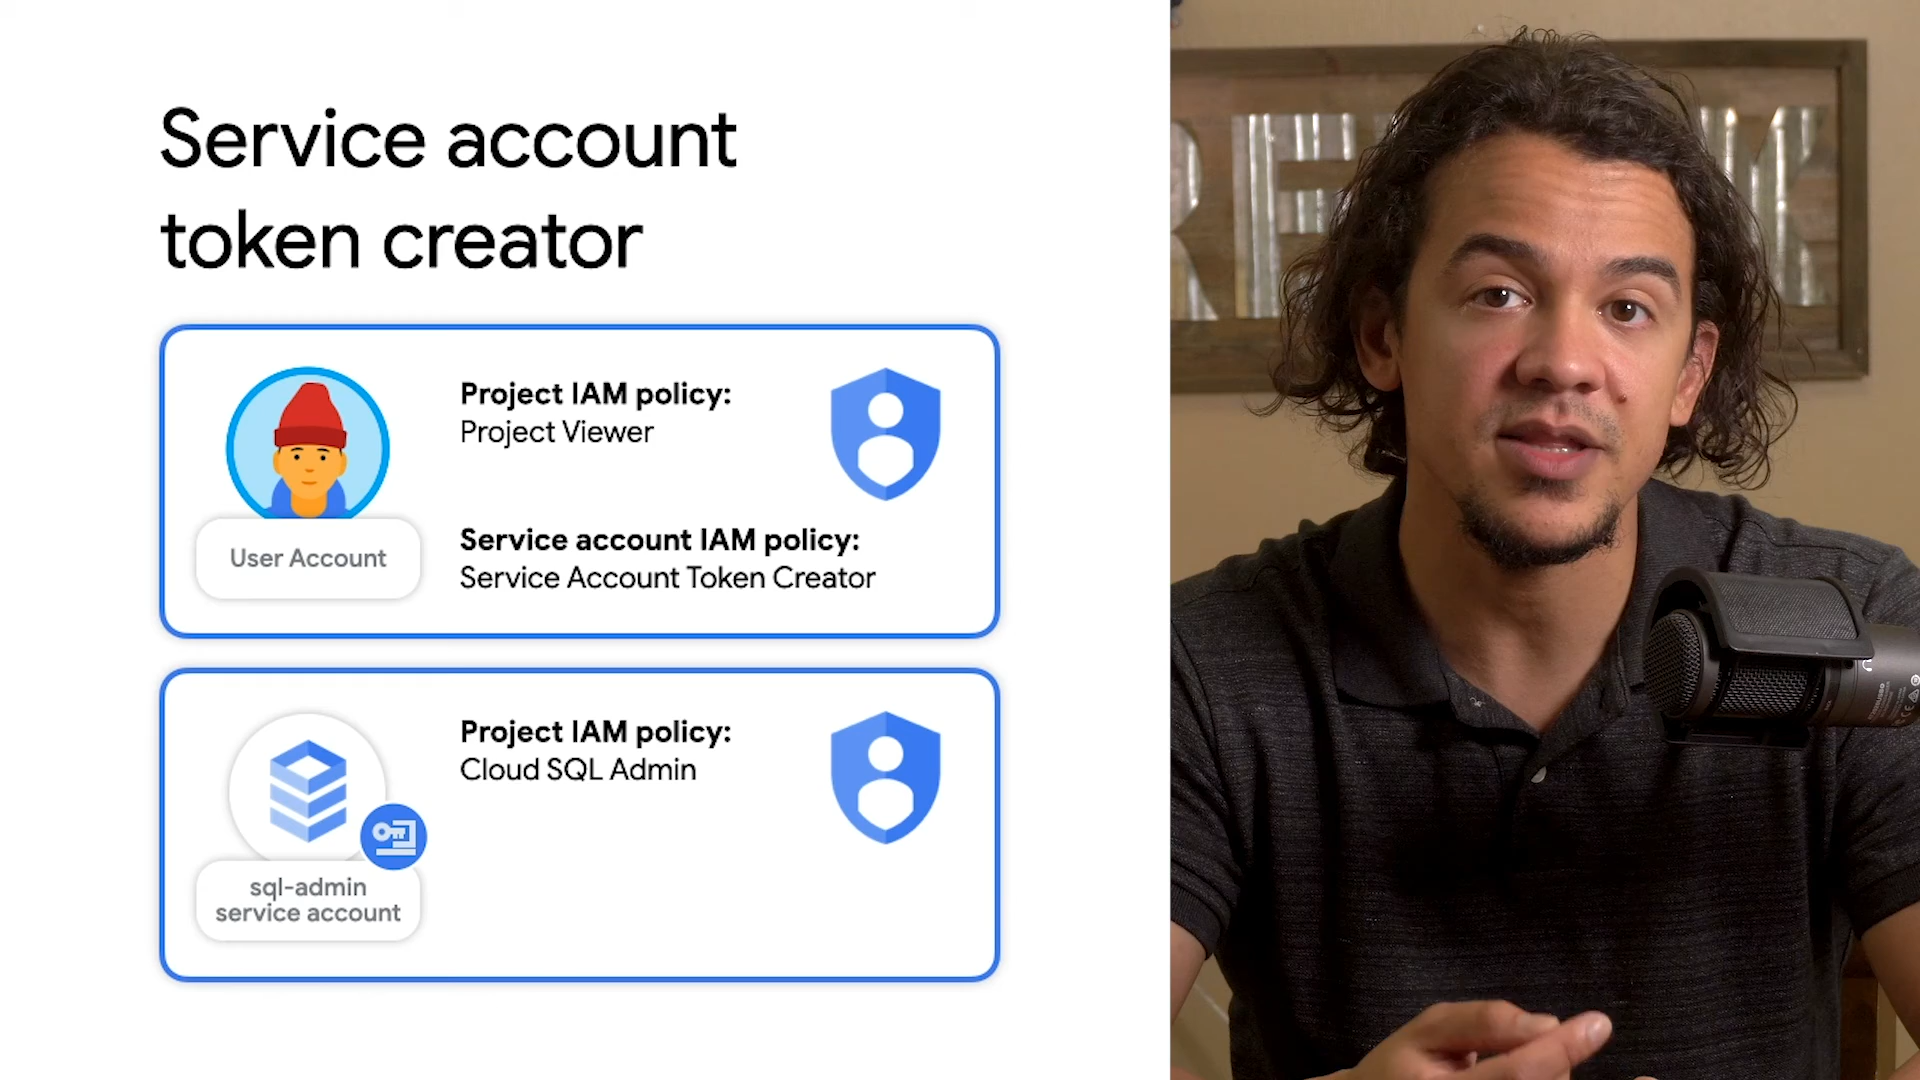 Service account
token creator
Project IAM policy:
Project Viewer
User Account
Service account IAM policy:
Service Account Token Creator
Project IAM policy:
Cloud SQL Admin
sql-admin
service account